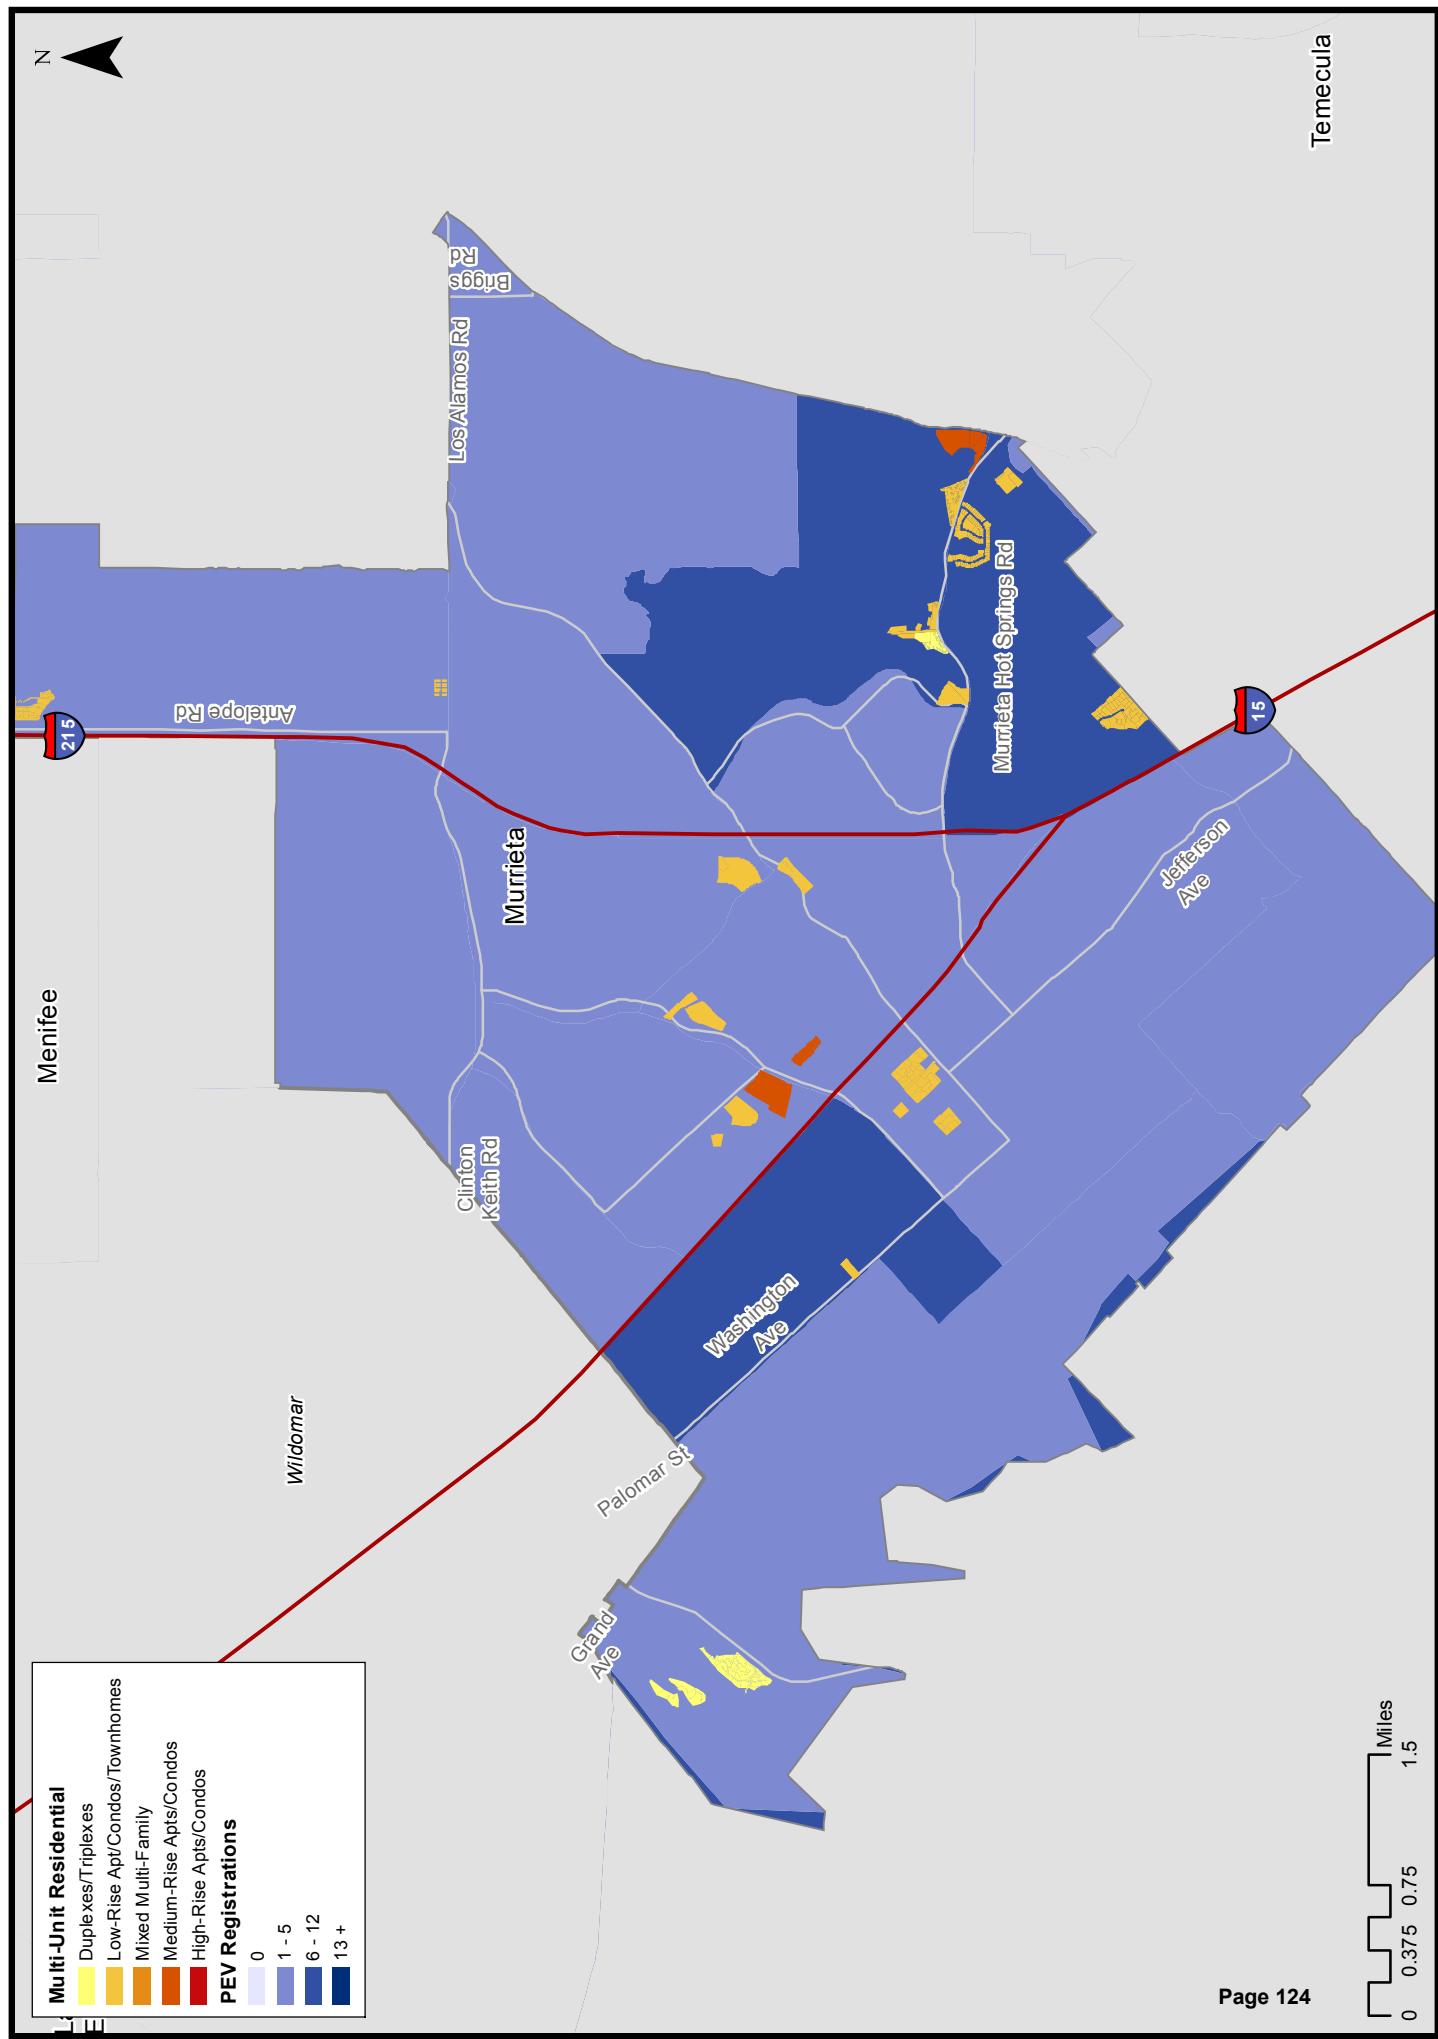 N
Temecula
Briggs
Rd
Los Alamos Rd
Murrieta Hot Springs Rd
Antelope Rd
215
15
Murrieta
Jefferson
Ave
Menifee
Clinton
Keith Rd
Washington
Ave
Wildomar
Palomar St
Grand
Ave
La
E
Multi-Unit Residential
Duplexes/Triplexes
Low-Rise Apt/Condos/Townhomes
Mixed Multi-Family
Medium-Rise Apts/Condos
High-Rise Apts/Condos
PEV Registrations
0
1 - 5
6 - 12
13 +
Page 124
Miles
0 0.375 0.75 1.5